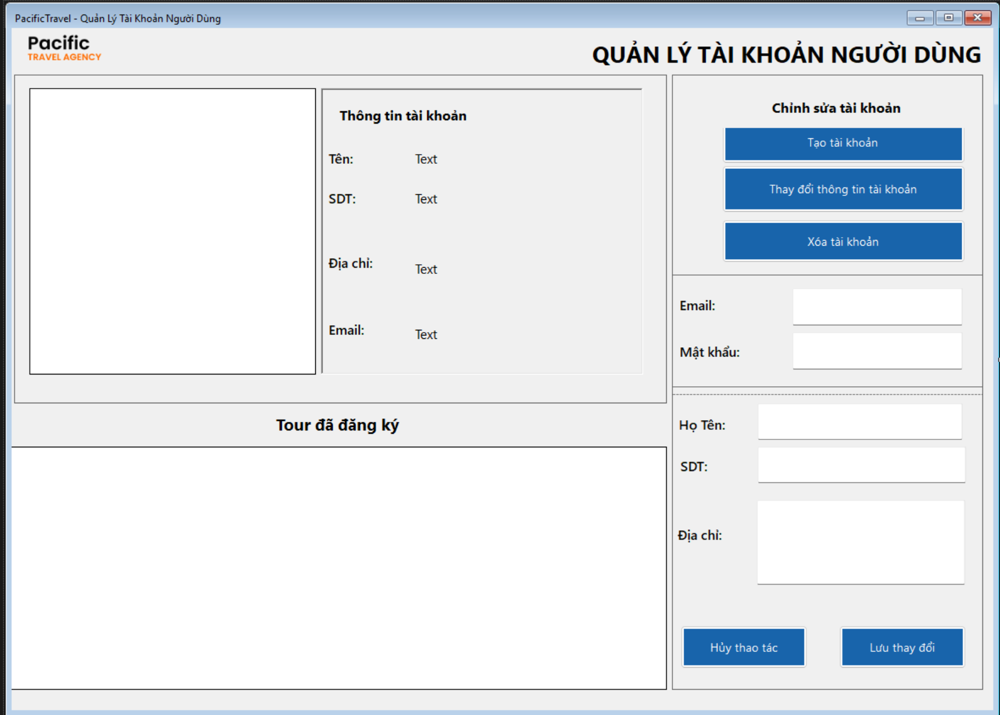 PacificTravel - Quản Lý Tài Khoản Người Dùng
Pacific
TRAVEL AGENCY
QUẢN LÝ TÀI KHOẢN NGƯỜI DÙNG
Thông tin tài khoản
Tên: Text
SDT: Text
Địa chỉ: Text
Email: Text
Chỉnh sửa tài khoản
Tạo tài khoản
Thay đổi thông tin tài khoản
Xóa tài khoản
Email:
Mật khẩu:
Tour đã đăng ký
Họ Tên:
SDT:
Địa chỉ:
Hủy thao tác
Lưu thay đổi